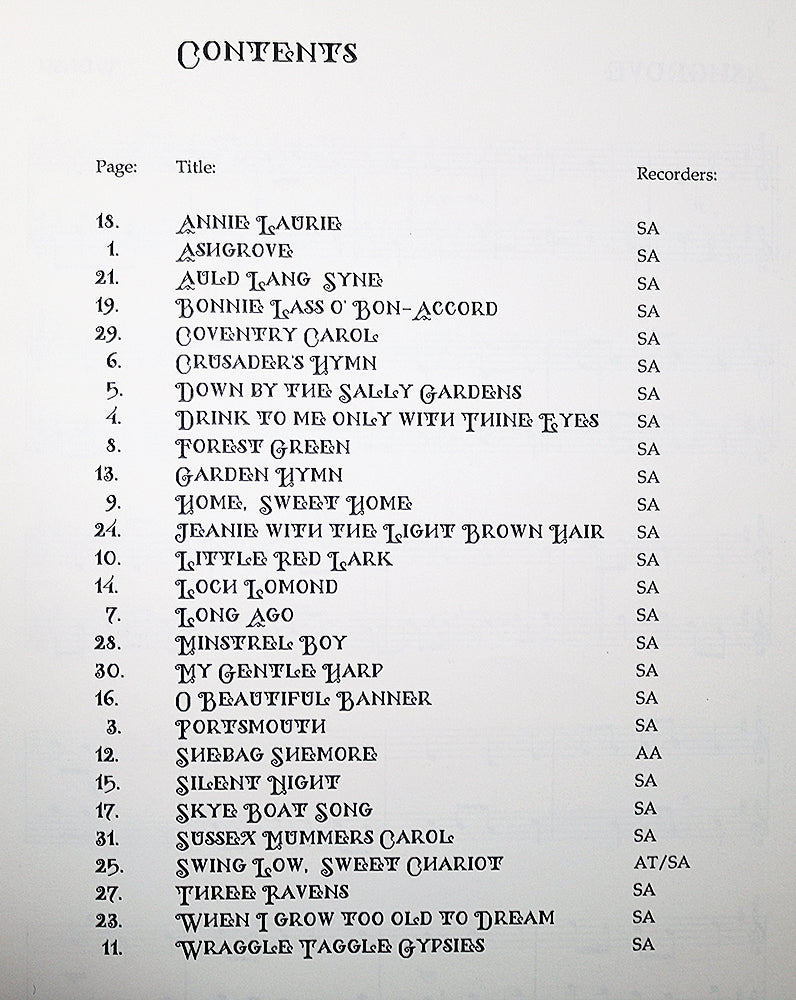 CONTENTS
Page: Title: Recorders:
18. ANNIE LAURIE SA
1. ASHGROVE SA
21. AULD LANG SYNE SA
19. BONNIE LASS O' BON-ACCORD SA
29. COVENTRY CAROL SA
6. CRUSADER'S HYMN SA
5. DOWN BY THE SALLY GARDENS SA
4. DRINK TO ME ONLY WITH THINE EYES SA
8. FOREST GREEN SA
13. GARDEN HYMN SA
9. HOME, SWEET HOME SA
24. JEANIE WITH THE LIGHT BROWN HAIR SA
10. LITTLE RED LARK SA
14. LOCH LOMOND SA
7. LONG AGO SA
28. MINSTREL BOY SA
30. MY GENTLE HARP SA
16. O BEAUTIFUL BANNER SA
3. PORTSMOUTH SA
12. SHEBAG SHEMORE AA
15. SILENT NIGHT SA
17. SKYE BOAT SONG SA
31. SUSSEX MUMMERS CAROL SA
25. SWING LOW, SWEET CHARIOT AT/SA
27. THREE RAVENS SA
23. WHEN I GROW TOO OLD TO DREAM SA
11. WRAGGLE TAGGLE GYPSIES SA